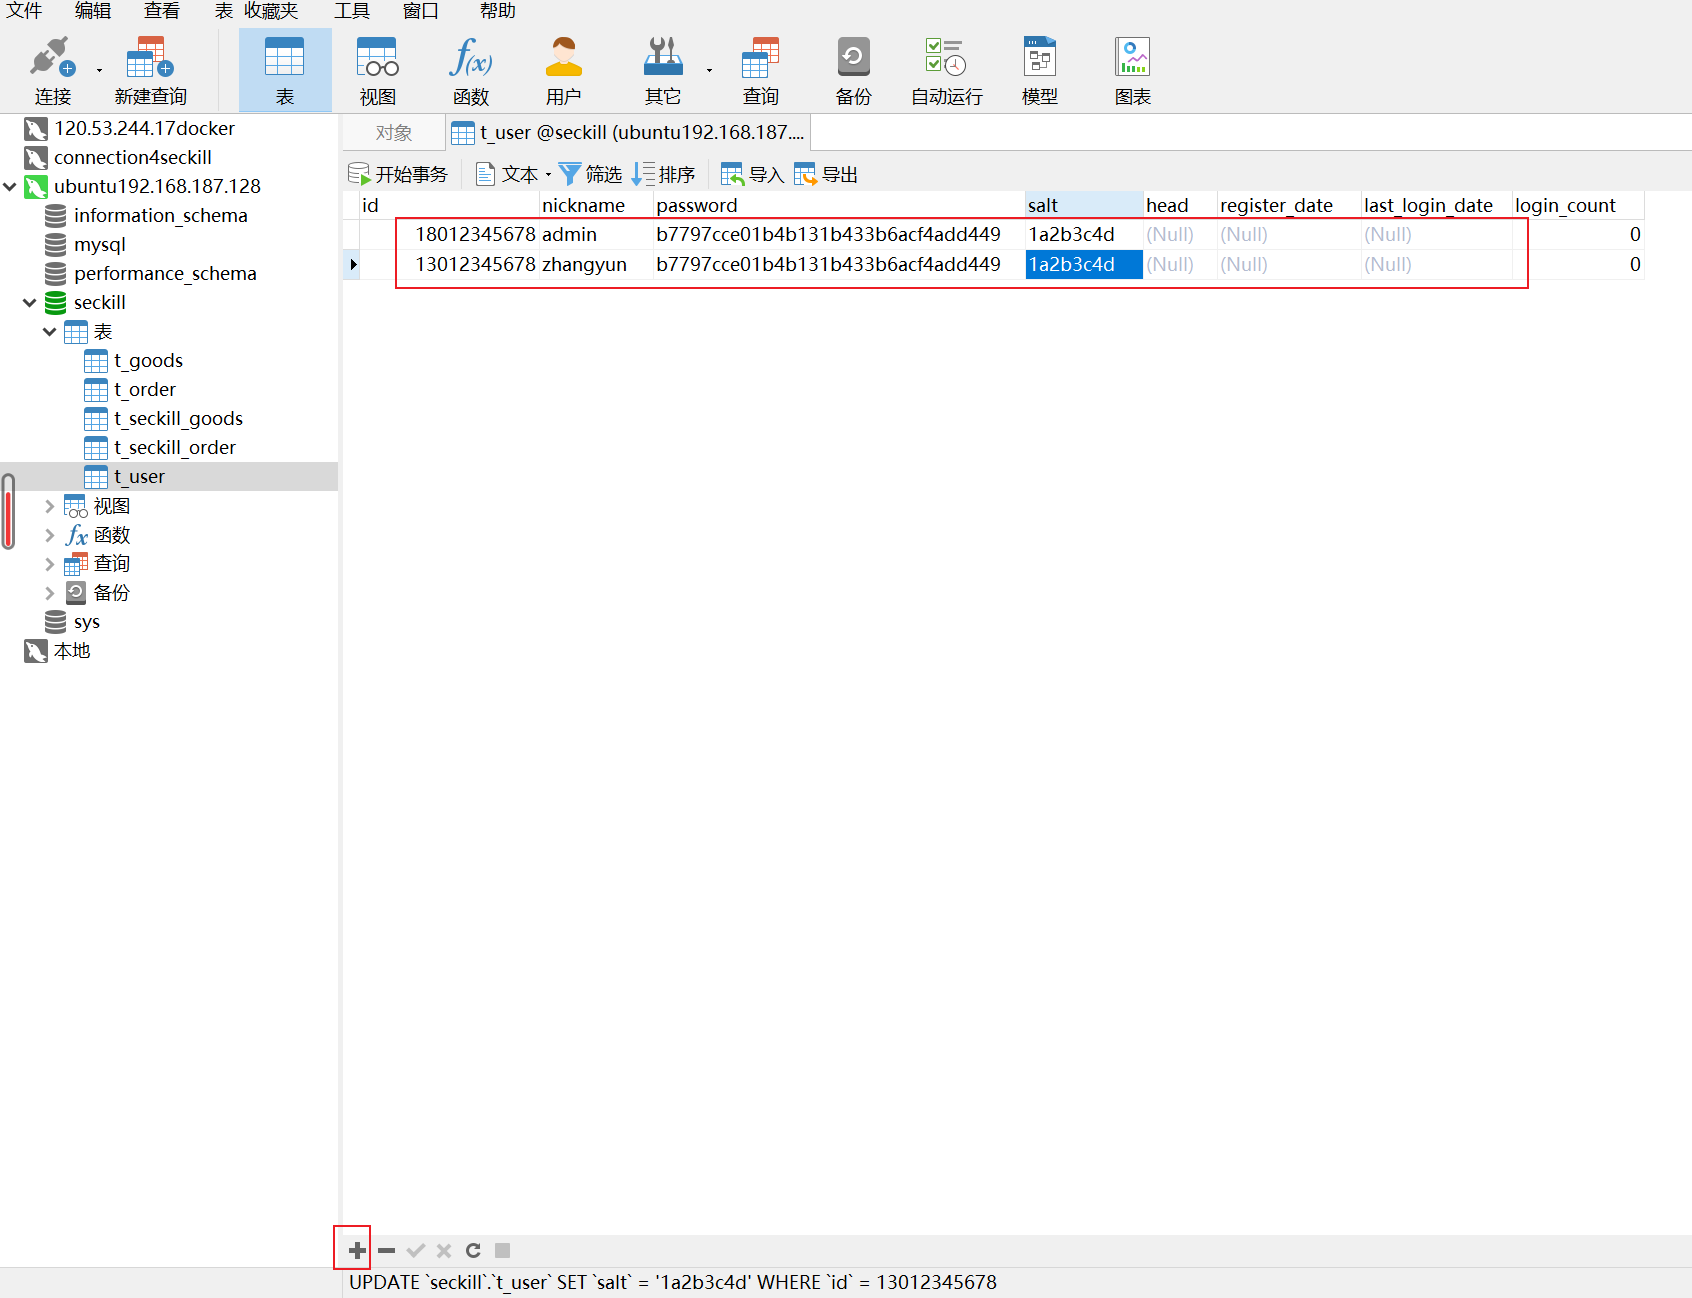 文件 编辑 查看 表 收藏夹 工具 窗口 帮助
连接 新建查询 表 视图 函数 用户 其它 查询 备份 自动运行 模型 图表
120.53.244.17docker
connection4seckill
ubuntu192.168.187.128
information_schema
mysql
performance_schema
seckill
表
t_goods
t_order
t_seckill_goods
t_seckill_order
t_user
视图
函数
查询
备份
sys
本地
对象 t_user @seckill (ubuntu192.168.187....
开始事务 文本 筛选 排序 导入 导出
id nickname password salt head register_date last_login_date login_count
18012345678 admin b7797cce01b4b131b433b6acf4add449 1a2b3c4d (Null) (Null) (Null) 0
13012345678 zhangyun b7797cce01b4b131b433b6acf4add449 1a2b3c4d (Null) (Null) (Null) 0
UPDATE `seckill`.`t_user` SET `salt` = '1a2b3c4d' WHERE `id` = 13012345678